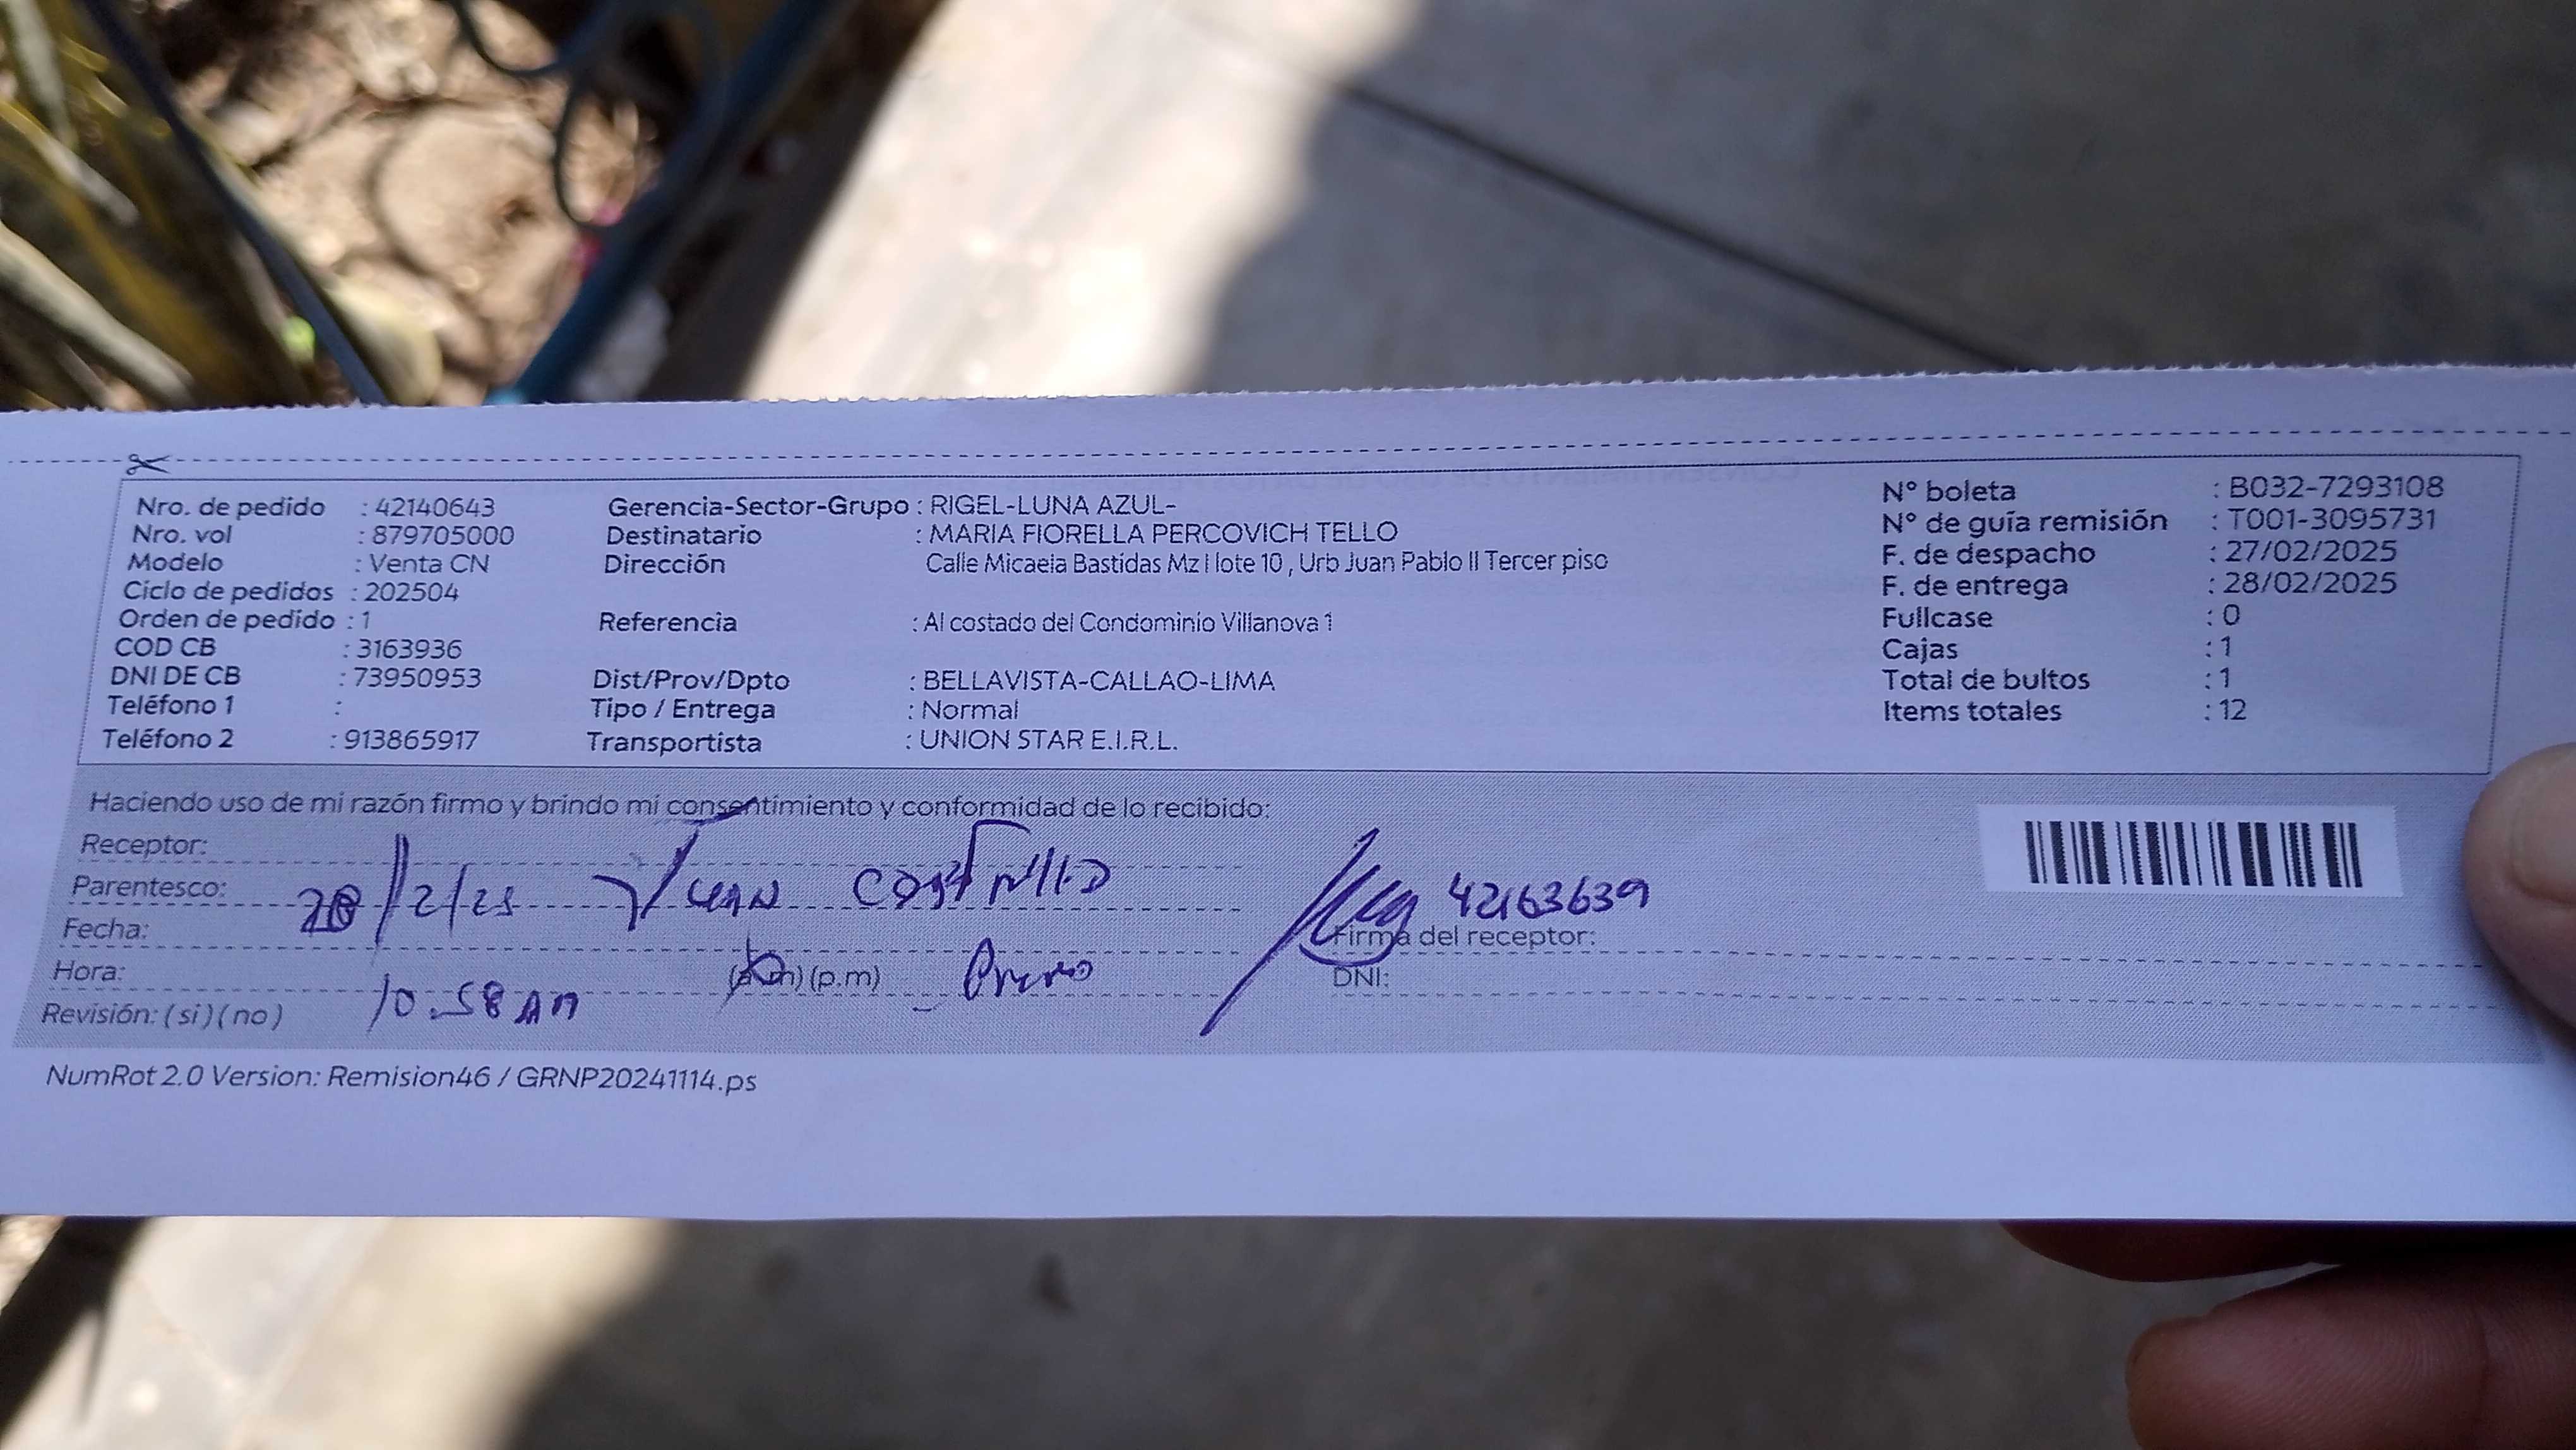 Nro. de pedido : 42140643
Nro. vol : 879705000
Modelo : Venta CN
Ciclo de pedidos : 202504
Orden de pedido : 1
COD CB : 3163936
DNI DE CB : 73950953
Teléfono 1 :
Teléfono 2 : 913865917
Gerencia-Sector-Grupo : RIGEL-LUNA AZUL-
Destinatario : MARIA FIORELLA PERCOVICH TELLO
Dirección Calle Micaela Bastidas Mz I lote 10 , Urb Juan Pablo II Tercer piso
Referencia : Al costado del Condominio Villanova 1
Dist/Prov/Dpto : BELLAVISTA-CALLAO-LIMA
Tipo / Entrega : Normal
Transportista : UNION STAR E.I.R.L.
N° boleta : B032-7293108
N° de guía remisión : T001-3095731
F. de despacho : 27/02/2025
F. de entrega : 28/02/2025
Fullcase : 0
Cajas : 1
Total de bultos : 1
Items totales : 12
Haciendo uso de mi razón firmo y brindo mi consentimiento y conformidad de lo recibido:
Receptor:
Parentesco: 28/2/25
Fecha:
Hora: (a.m) (p.m)
Revisión: ( si ) ( no ) 10.58 AM
42163639
Firma del receptor:
DNI:
NumRot 2.0 Version: Remision46 / GRNP20241114.ps